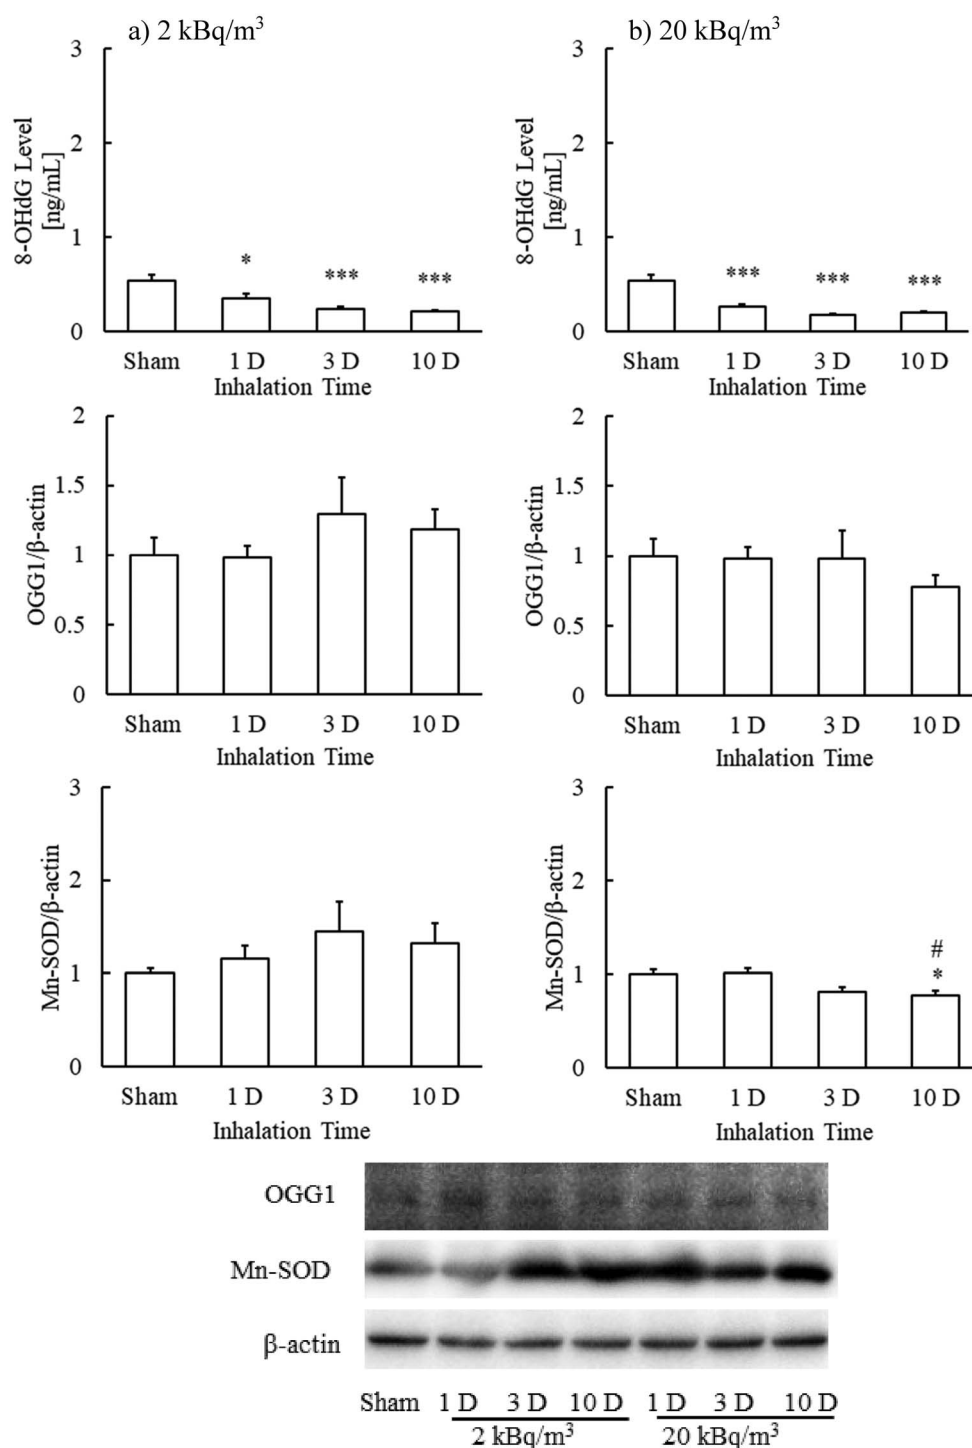 a) 2 kBq/m³
b) 20 kBq/m³
3
2
1
0
8-OHdG Level
[ng/mL]
*
***
***
Sham 1 D 3 D 10 D
Inhalation Time
3
2
1
0
8-OHdG Level
[ng/mL]
***
***
***
Sham 1 D 3 D 10 D
Inhalation Time
2
1.5
1
0.5
0
OGG1/β-actin
Sham 1 D 3 D 10 D
Inhalation Time
2
1.5
1
0.5
0
OGG1/β-actin
Sham 1 D 3 D 10 D
Inhalation Time
3
2
1
0
Mn-SOD/β-actin
Sham 1 D 3 D 10 D
Inhalation Time
3
2
1
0
Mn-SOD/β-actin
#
*
Sham 1 D 3 D 10 D
Inhalation Time
OGG1
Mn-SOD
β-actin
Sham 1 D 3 D 10 D 1 D 3 D 10 D
2 kBq/m³ 20 kBq/m³